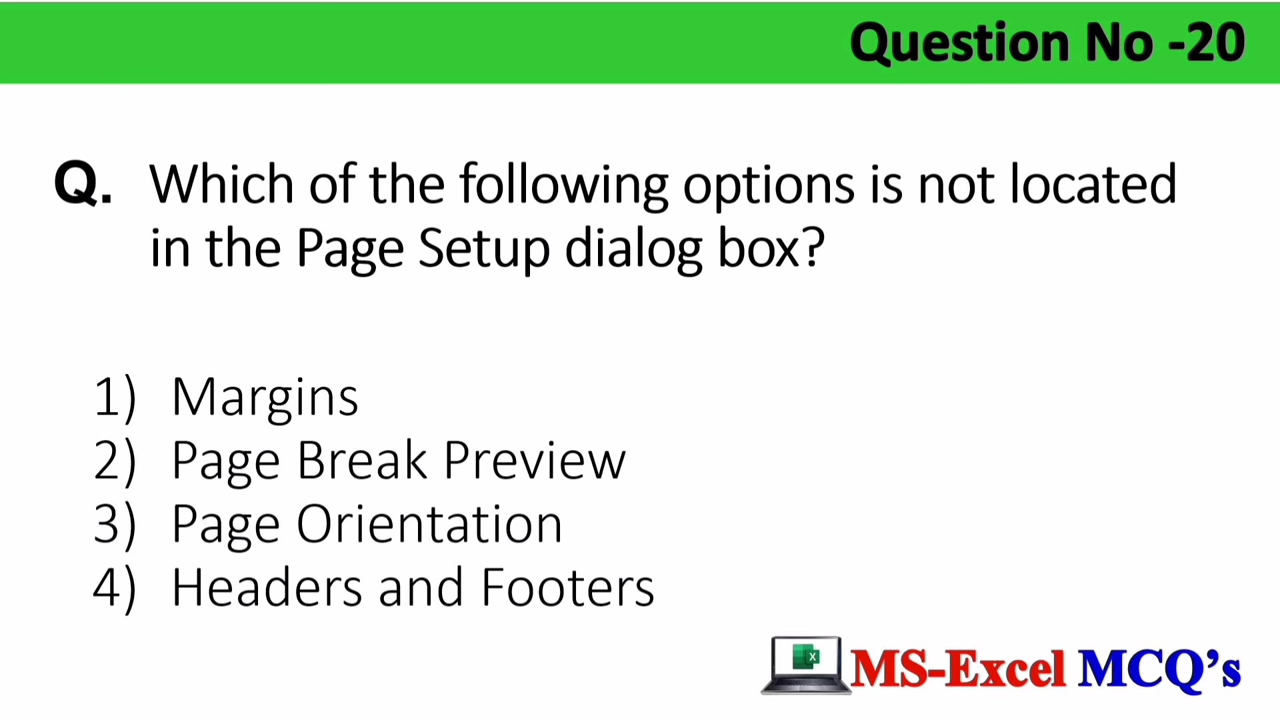 Question No -20
Q. Which of the following options is not located
in the Page Setup dialog box?
1) Margins
2) Page Break Preview
3) Page Orientation
4) Headers and Footers
X
MS-Excel MCQ’s